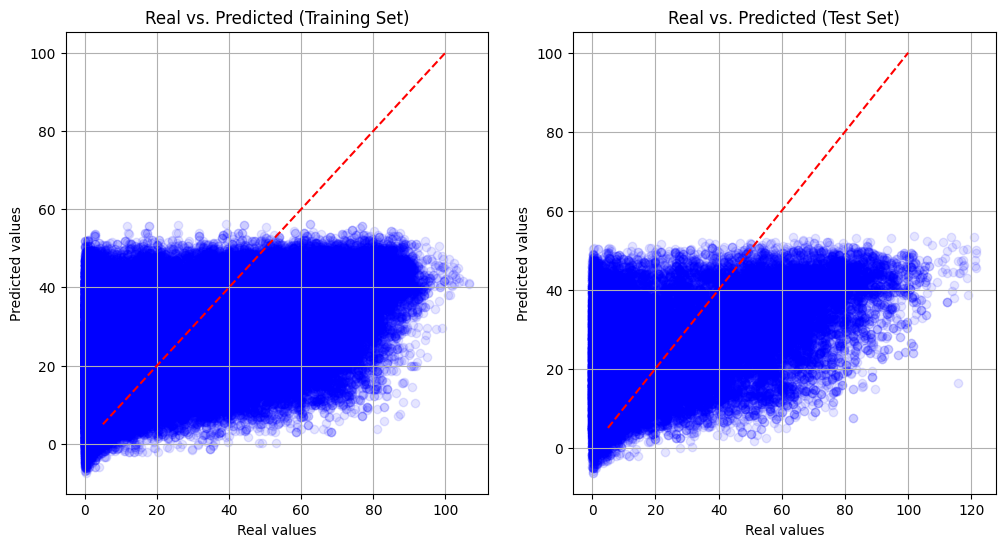 Real vs. Predicted (Training Set)
100
80
60
40
20
0
Predicted values
0 20 40 60 80 100
Real values
Real vs. Predicted (Test Set)
100
80
60
40
20
0
Predicted values
0 20 40 60 80 100 120
Real values